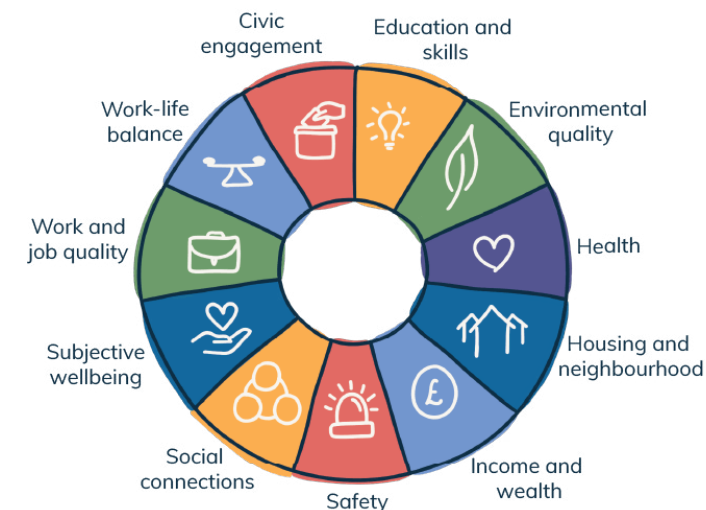 Civic
engagement
Education and
skills
Environmental
quality
Health
Housing and
neighbourhood
£
Income and
wealth
Safety
Social
connections
Subjective
wellbeing
Work and
job quality
Work-life
balance